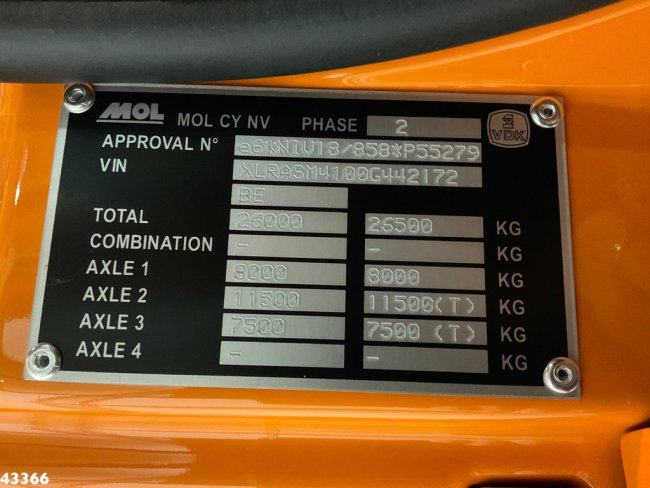 MOL MOL CY NV PHASE 2
1 VDK
APPROVAL N° e6*NIV18/858*P55279
VIN XLRASM4100G442172
BE
TOTAL 26000 26500 KG
COMBINATION - - KG
AXLE 1 8000 8000 KG
AXLE 2 11500 11500(T) KG
AXLE 3 7500 7500 (T) KG
AXLE 4 - - KG
43366